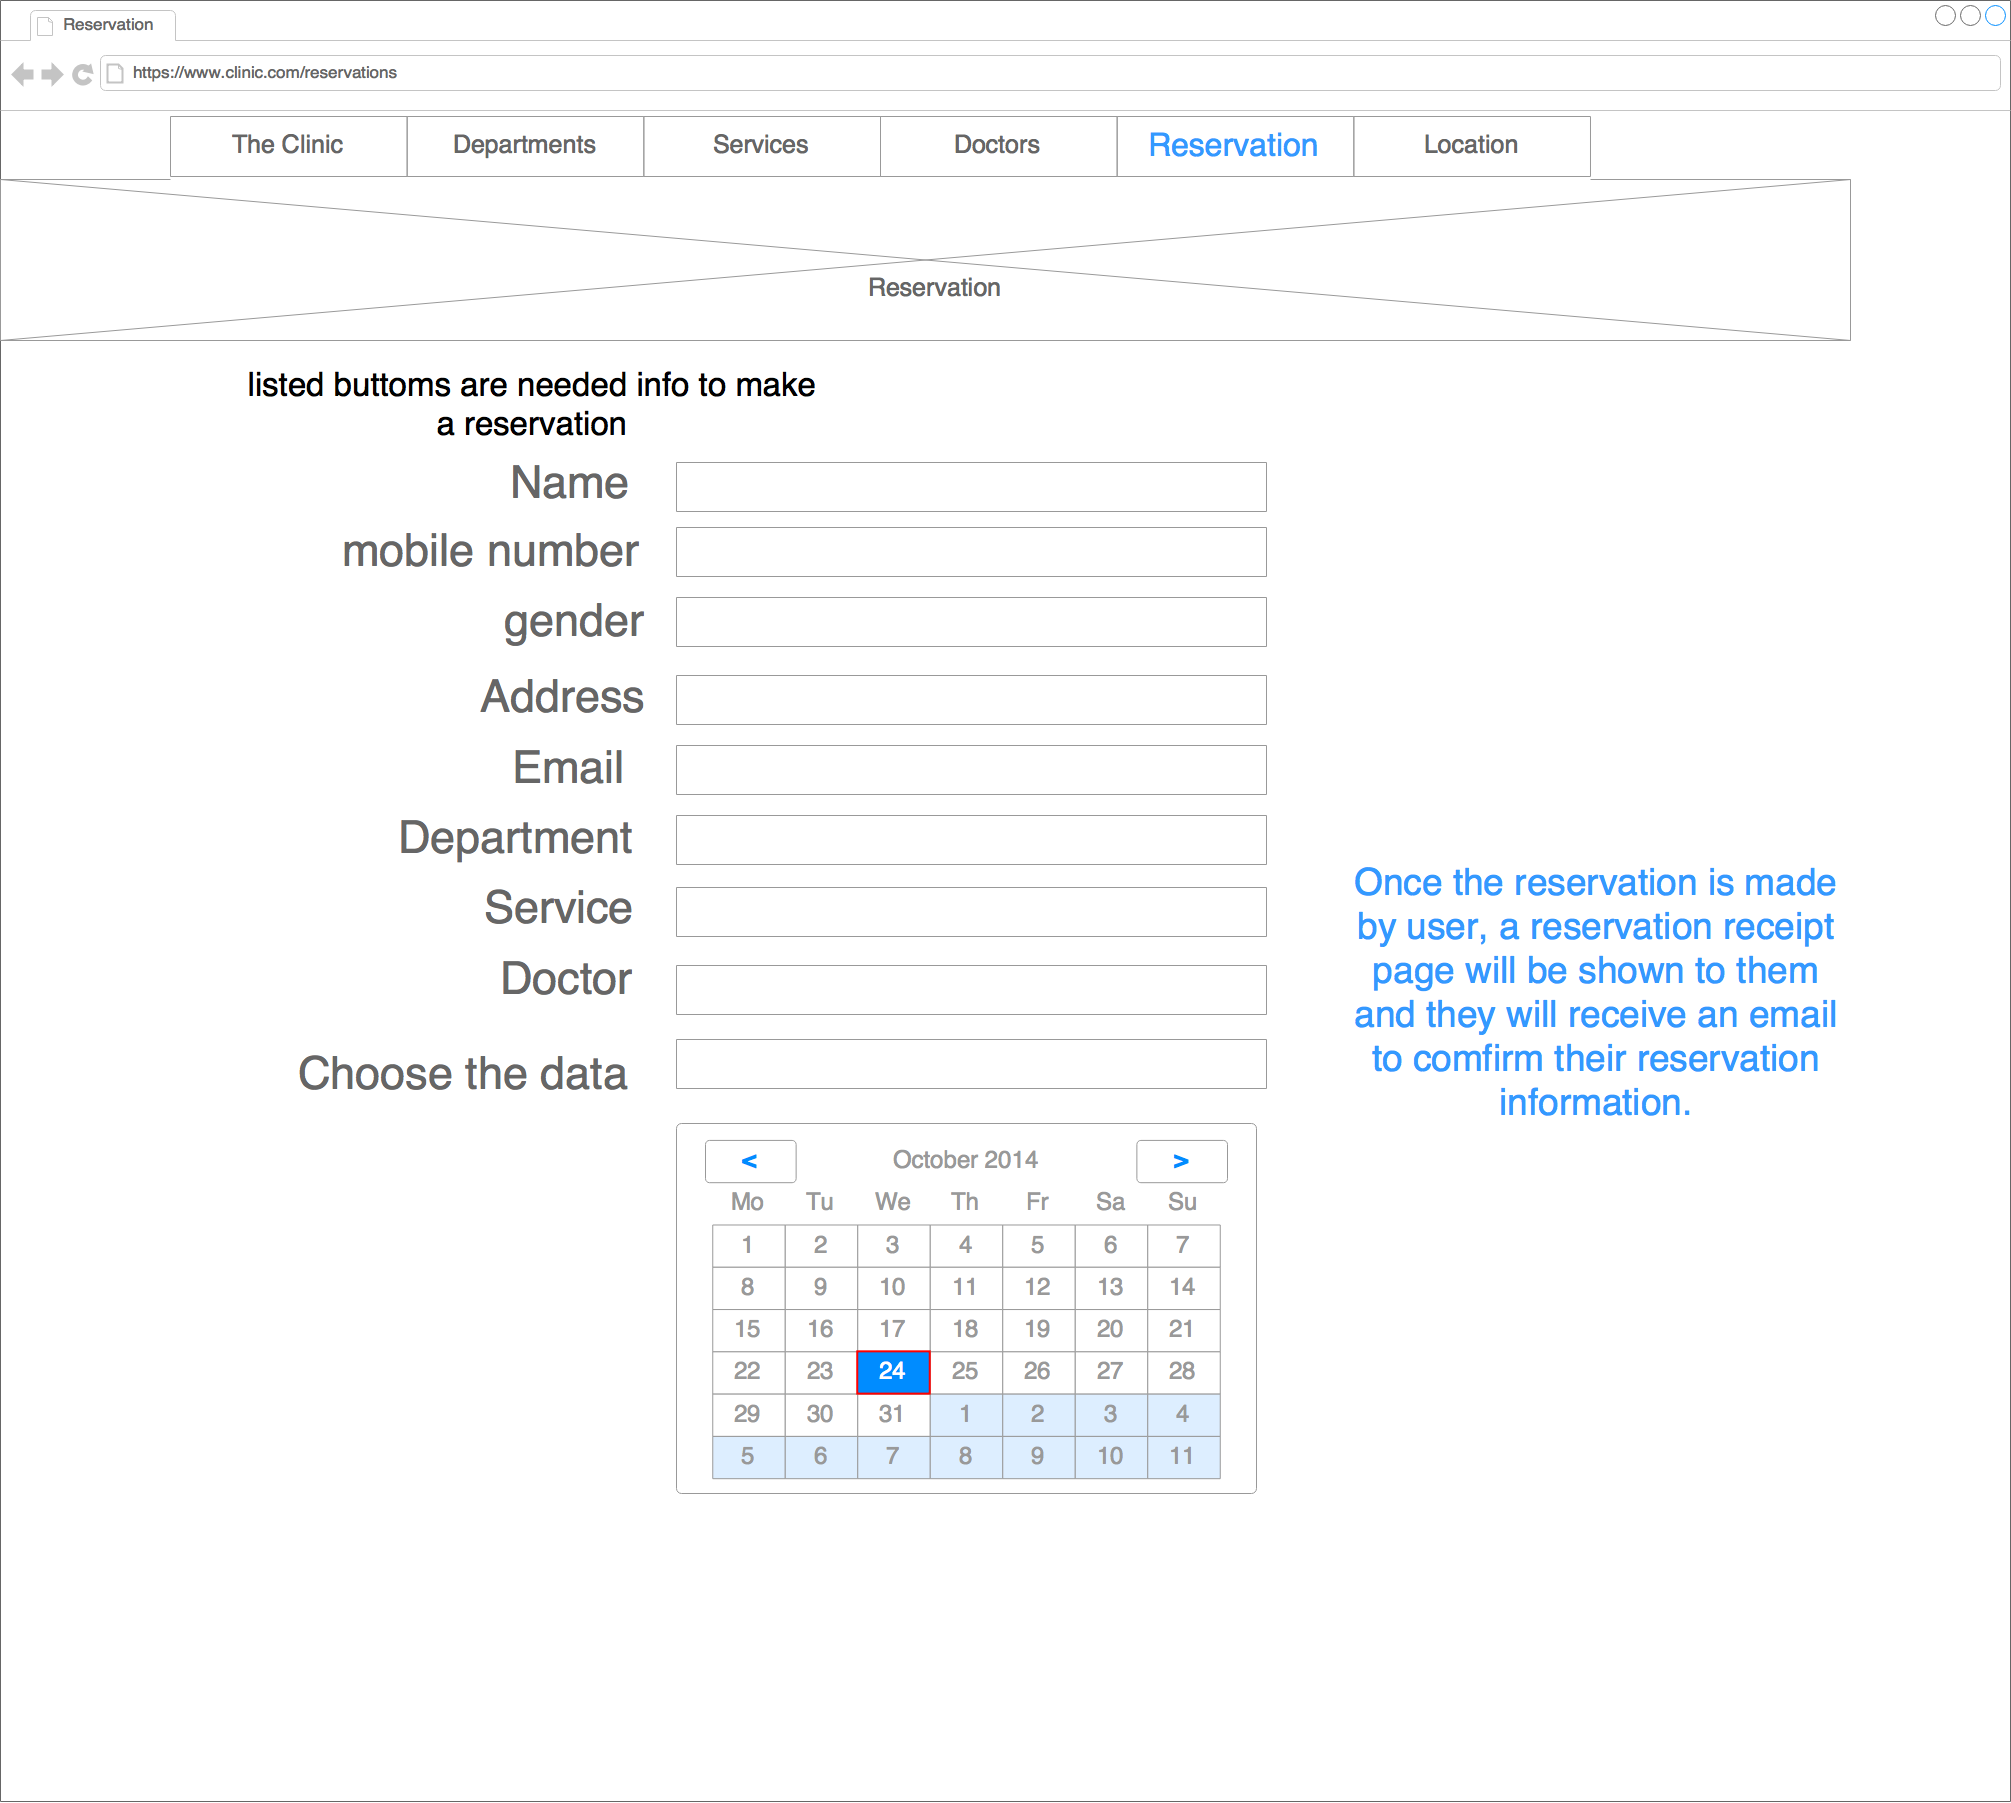 Reservation
https://www.clinic.com/reservations
The Clinic Departments Services Doctors Reservation Location
Reservation
listed buttoms are needed info to make
a reservation
Name
mobile number
gender
Address
Email
Department
Service
Doctor
Choose the data
Once the reservation is made
by user, a reservation receipt
page will be shown to them
and they will receive an email
to comfirm their reservation
information.
< October 2014 >
Mo Tu We Th Fr Sa Su
1 2 3 4 5 6 7
8 9 10 11 12 13 14
15 16 17 18 19 20 21
22 23 24 25 26 27 28
29 30 31 1 2 3 4
5 6 7 8 9 10 11